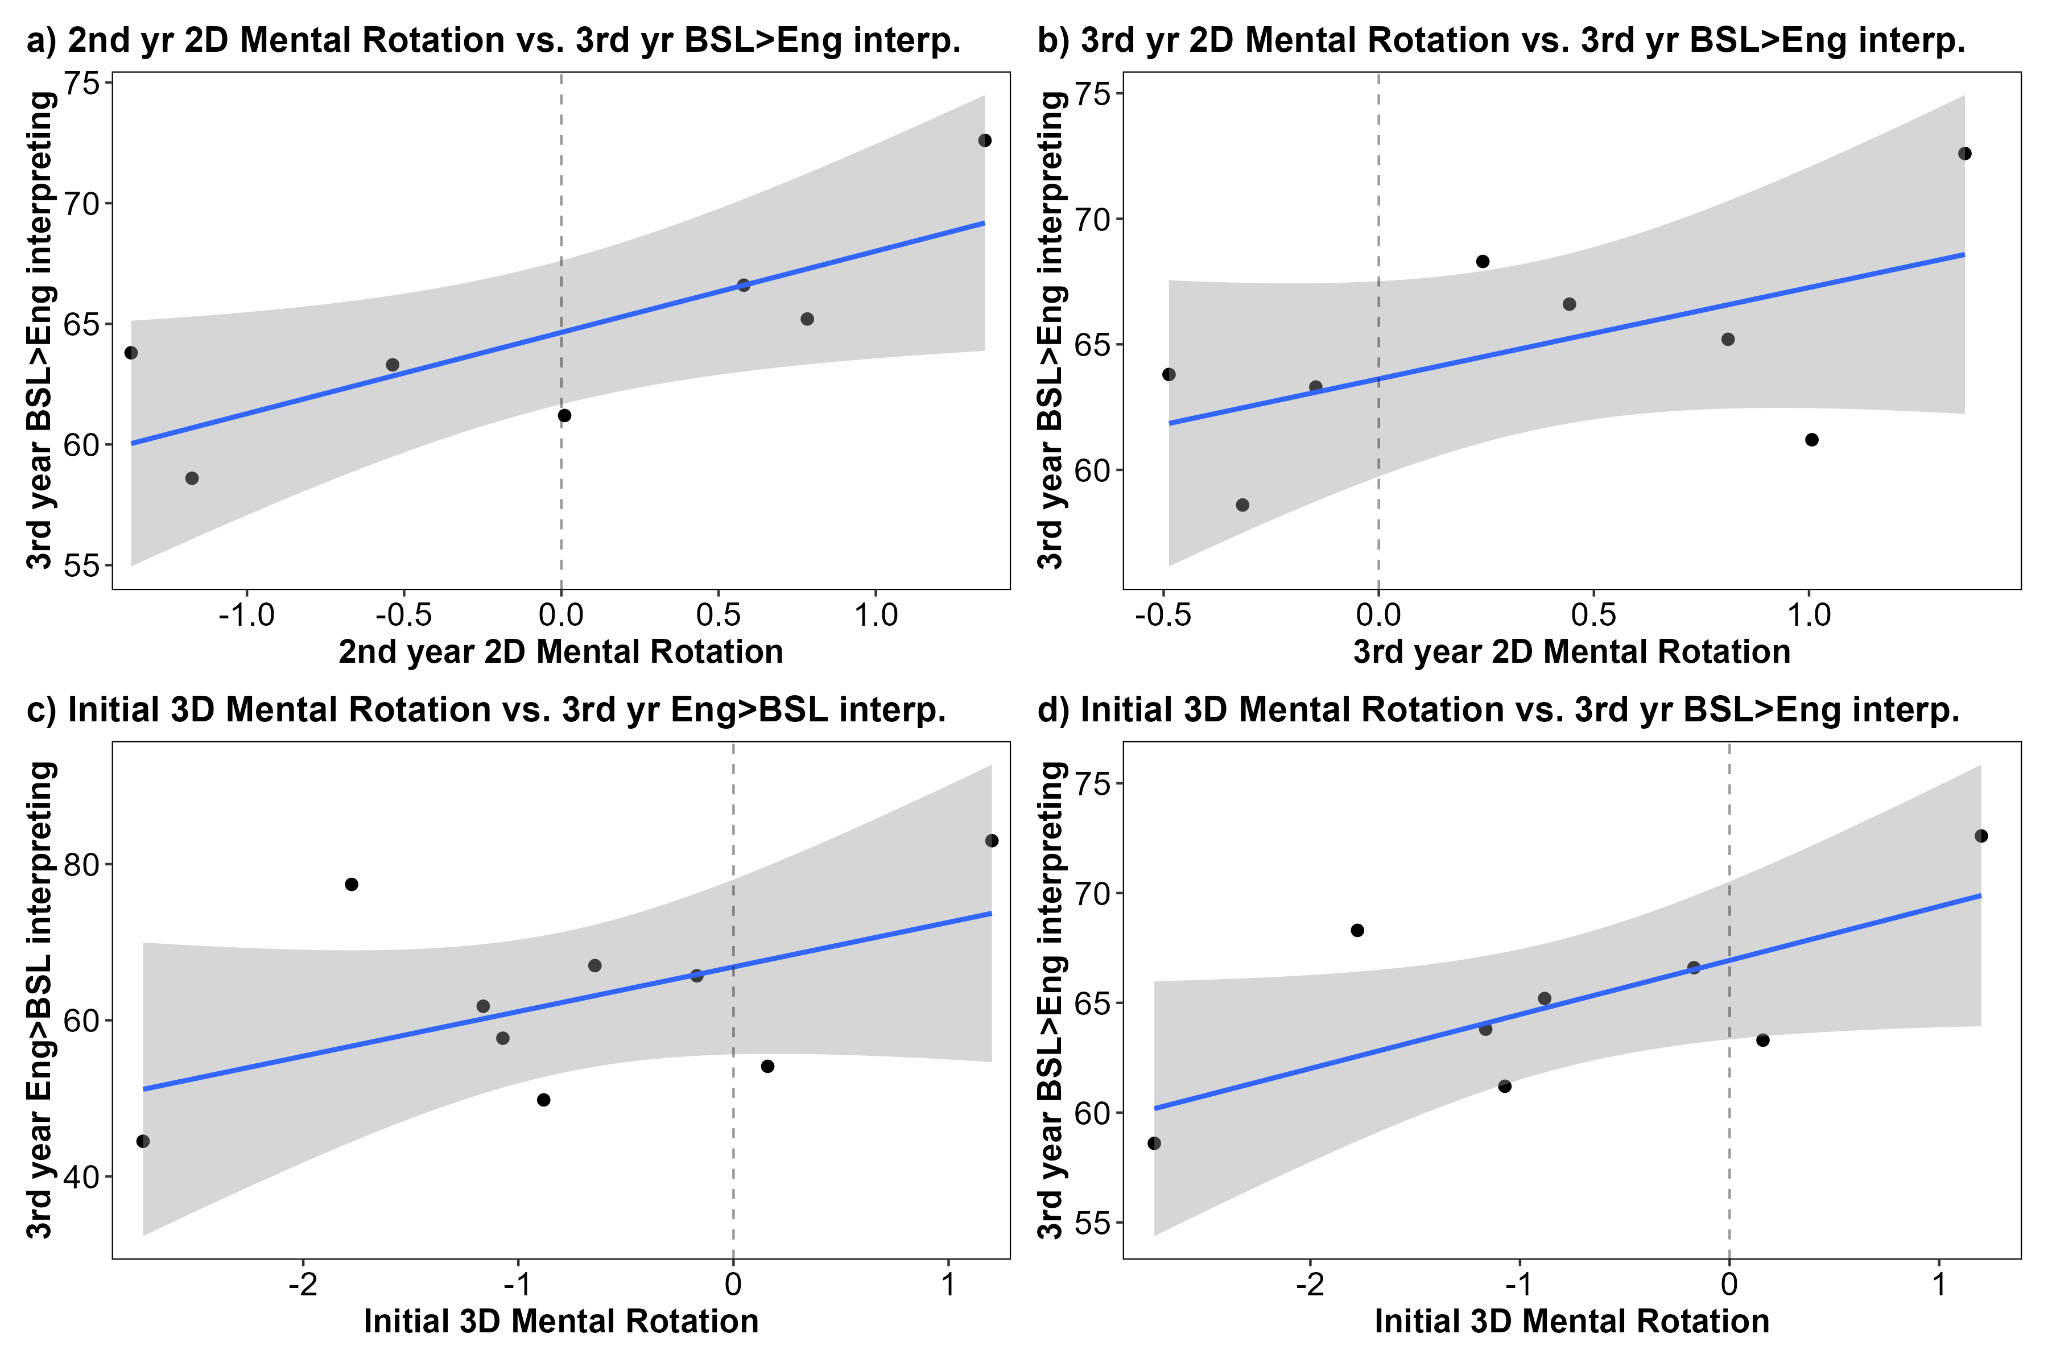 a) 2nd yr 2D Mental Rotation vs. 3rd yr BSL>Eng interp.
3rd year BSL>Eng interpreting
75
70
65
60
55
-1.0 -0.5 0.0 0.5 1.0
2nd year 2D Mental Rotation
b) 3rd yr 2D Mental Rotation vs. 3rd yr BSL>Eng interp.
3rd year BSL>Eng interpreting
75
70
65
60
-0.5 0.0 0.5 1.0
3rd year 2D Mental Rotation
c) Initial 3D Mental Rotation vs. 3rd yr Eng>BSL interp.
3rd year Eng>BSL interpreting
80
60
40
-2 -1 0 1
Initial 3D Mental Rotation
d) Initial 3D Mental Rotation vs. 3rd yr BSL>Eng interp.
3rd year BSL>Eng interpreting
75
70
65
60
55
-2 -1 0 1
Initial 3D Mental Rotation